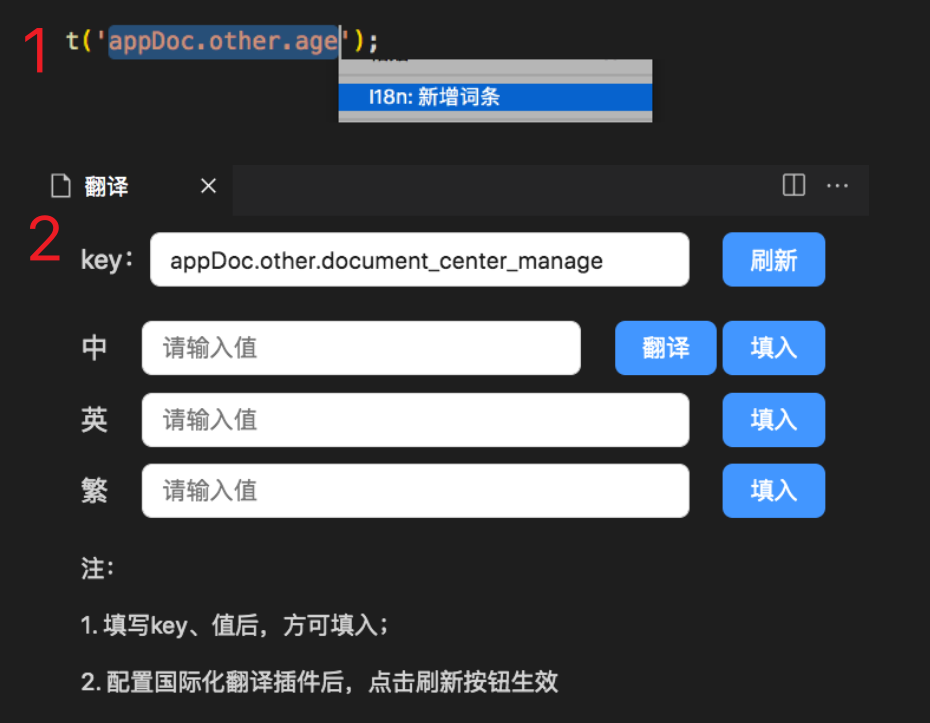 1
t('appDoc.other.age');
I18n: 新增词条
翻译
2
key： appDoc.other.document_center_manage 刷新
中 请输入值 翻译 填入
英 请输入值 填入
繁 请输入值 填入
注：
1. 填写key、值后，方可填入；
2. 配置国际化翻译插件后，点击刷新按钮生效